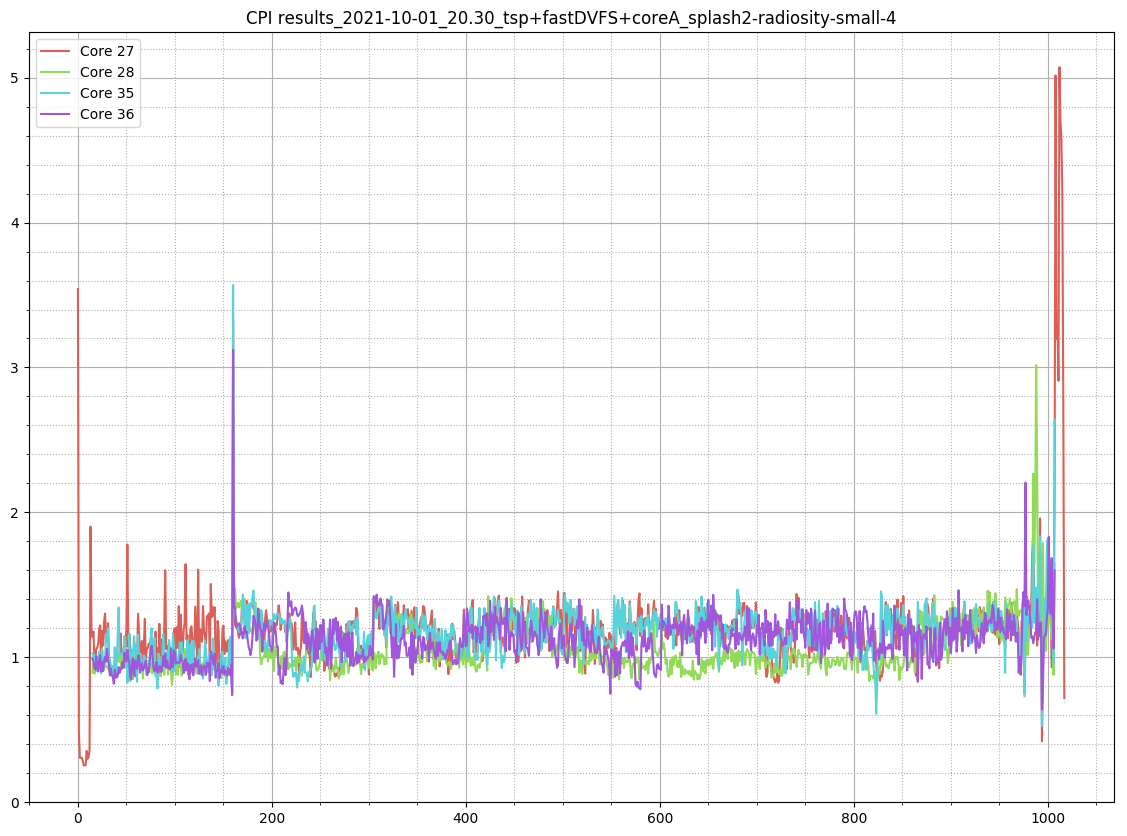 CPI results_2021-10-01_20.30_tsp+fastDVFS+coreA_splash2-radiosity-small-4
Core 27
Core 28
Core 35
Core 36
5
4
3
2
1
0
0 200 400 600 800 1000